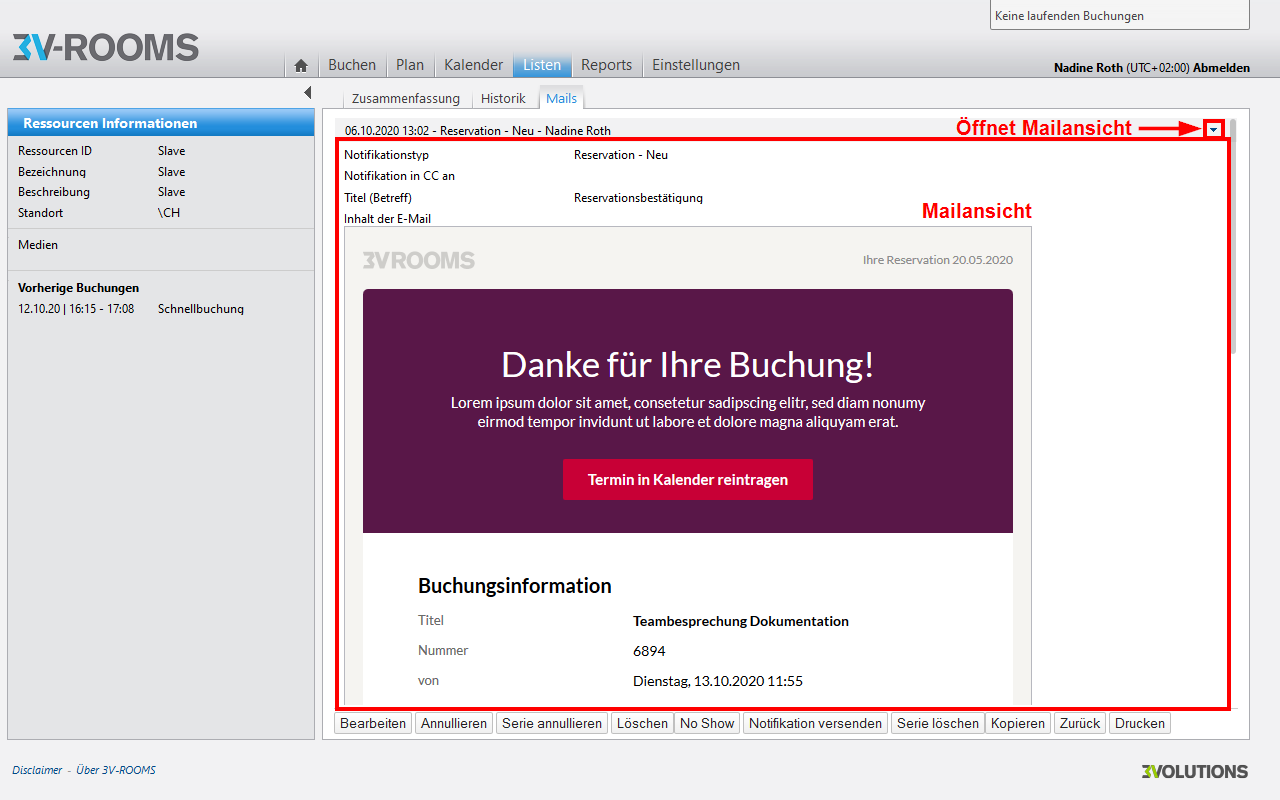 Keine laufenden Buchungen
3V-ROOMS
Buchen Plan Kalender Listen Reports Einstellungen
Nadine Roth (UTC+02:00) Abmelden
Zusammenfassung Historik Mails
Ressourcen Informationen
Ressourcen ID Slave
Bezeichnung Slave
Beschreibung Slave
Standort \CH
Medien
Vorherige Buchungen
12.10.20 | 16:15 - 17:08 Schnellbuchung
06.10.2020 13:02 - Reservation - Neu - Nadine Roth
Öffnet Mailansicht
Notifikationstyp Reservation - Neu
Notifikation in CC an
Titel (Betreff) Reservationsbestätigung
Mailansicht
Inhalt der E-Mail
3VROOMS
Ihre Reservation 20.05.2020
Danke für Ihre Buchung!
Lorem ipsum dolor sit amet, consetetur sadipscing elitr, sed diam nonumy
eirmod tempor invidunt ut labore et dolore magna aliquyam erat.
Termin in Kalender reintragen
Buchungsinformation
Titel Teambesprechung Dokumentation
Nummer 6894
von Dienstag, 13.10.2020 11:55
Bearbeiten Annullieren Serie annullieren Löschen No Show Notifikation versenden Serie löschen Kopieren Zurück Drucken
Disclaimer - Über 3V-ROOMS
3VOLUTIONS